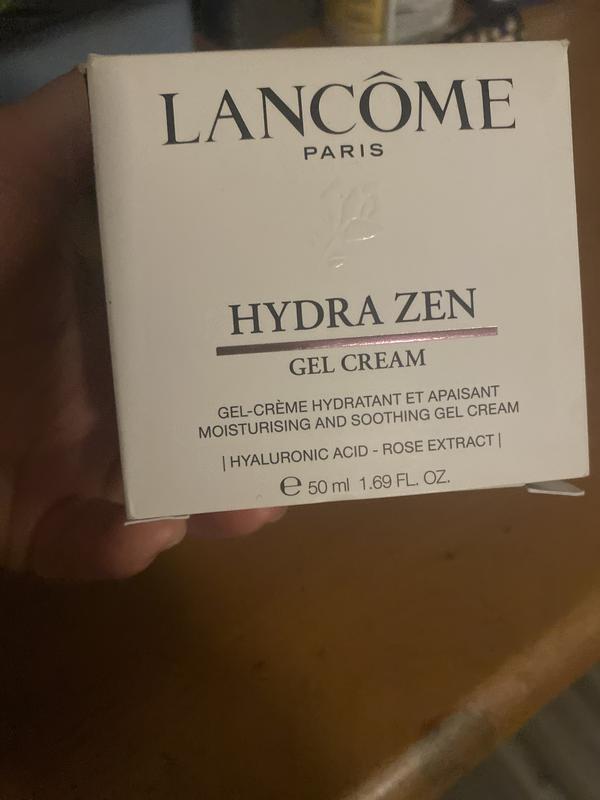 LANCÔME
PARIS
HYDRA ZEN
GEL CREAM
GEL-CRÈME HYDRATANT ET APAISANT
MOISTURISING AND SOOTHING GEL CREAM
| HYALURONIC ACID - ROSE EXTRACT |
℮ 50 ml 1.69 FL. OZ.